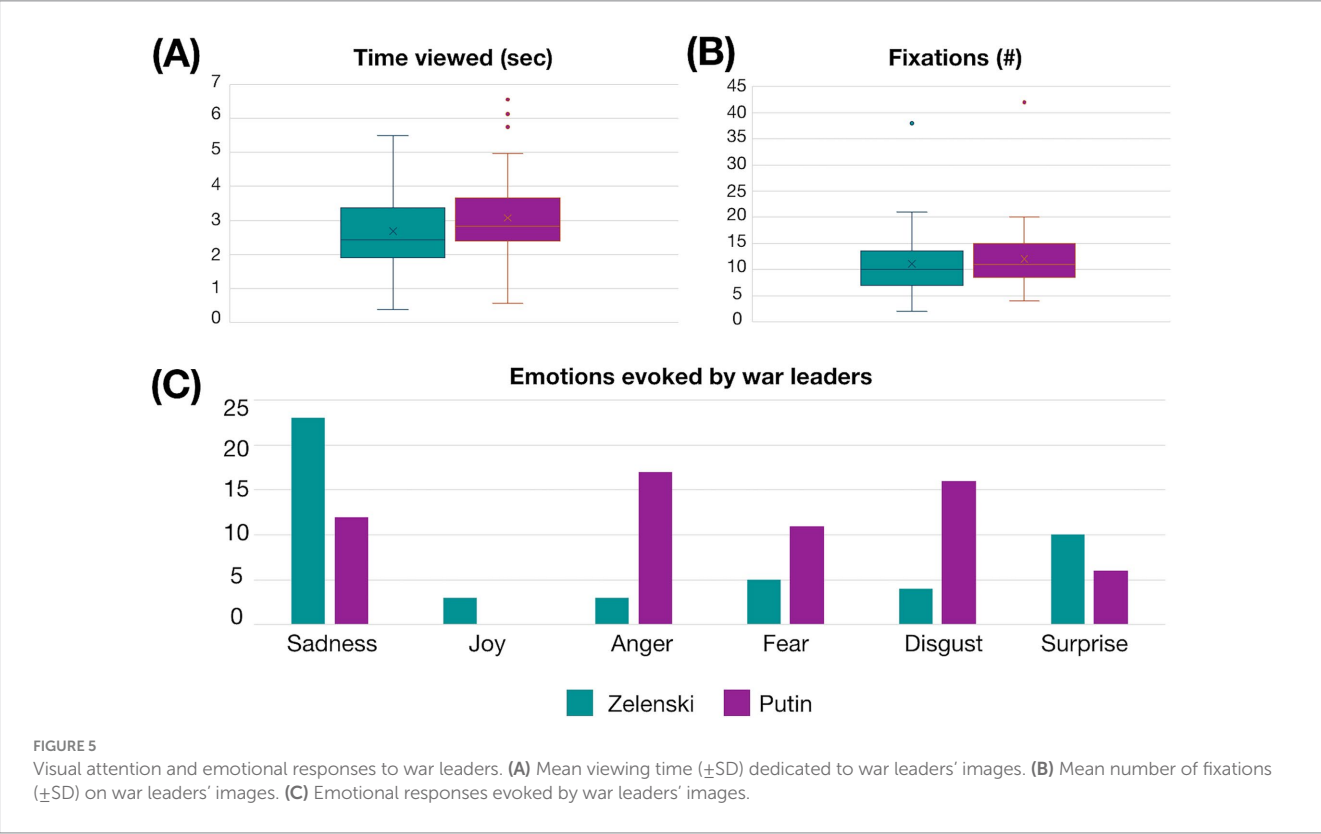 (A)
Time viewed (sec)
7
6
5
4
3
2
1
0
(B)
Fixations (#)
45
40
35
30
25
20
15
10
5
0
(C)
Emotions evoked by war leaders
25
20
15
10
5
0
Sadness Joy Anger Fear Disgust Surprise
Zelenski Putin
FIGURE 5
Visual attention and emotional responses to war leaders. (A) Mean viewing time (±SD) dedicated to war leaders’ images. (B) Mean number of fixations
(±SD) on war leaders’ images. (C) Emotional responses evoked by war leaders’ images.